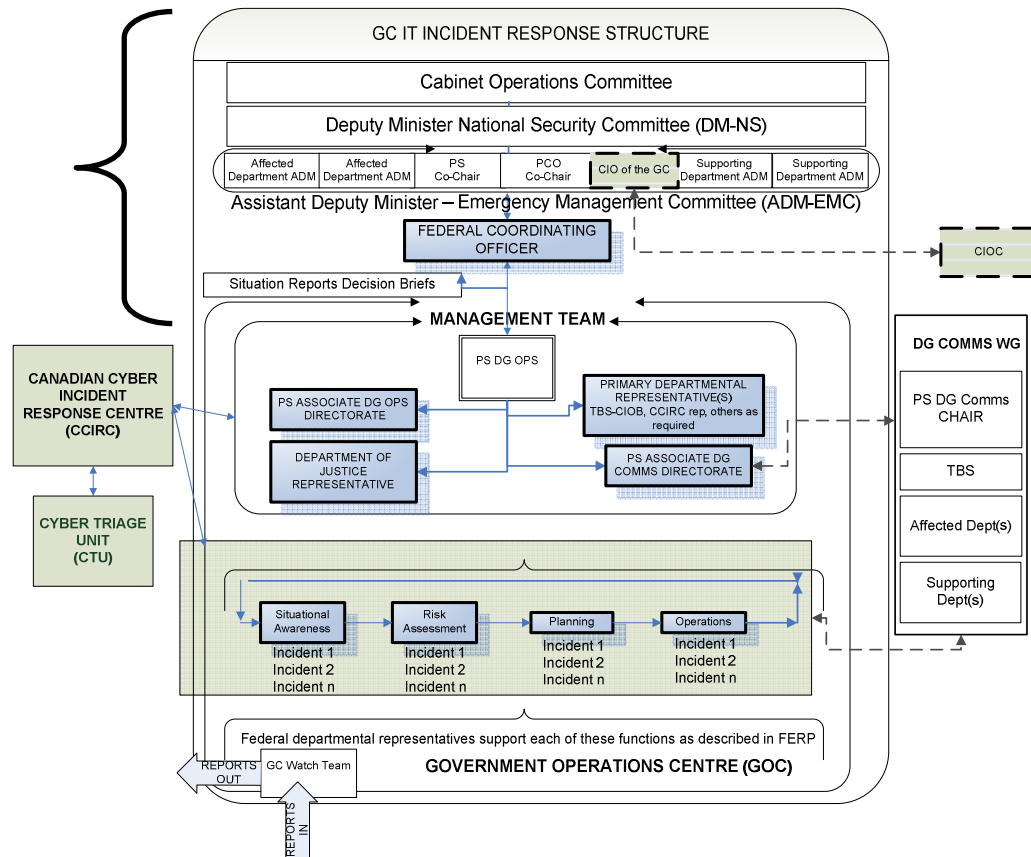 GC IT INCIDENT RESPONSE STRUCTURE
Cabinet Operations Committee
Deputy Minister National Security Committee (DM-NS)
Affected
Department ADM
Affected
Department ADM
PS
Co-Chair
PCO
Co-Chair
CIO of the GC
Supporting
Department ADM
Supporting
Department ADM
Assistant Deputy Minister – Emergency Management Committee (ADM-EMC)
FEDERAL COORDINATING
OFFICER
CIOC
Situation Reports Decision Briefs
MANAGEMENT TEAM
PS DG OPS
PS ASSOCIATE DG OPS
DIRECTORATE
PRIMARY DEPARTMENTAL
REPRESENTATIVE(S)
TBS-CIOB, CCIRC rep, others as
required
DEPARTMENT OF
JUSTICE
REPRESENTATIVE
PS ASSOCIATE DG
COMMS DIRECTORATE
CANADIAN CYBER
INCIDENT
RESPONSE CENTRE
(CCIRC)
CYBER TRIAGE
UNIT
(CTU)
DG COMMS WG
PS DG Comms
CHAIR
TBS
Affected Dept(s)
Supporting
Dept(s)
Situational
Awareness
Incident 1
Incident 2
Incident n
Risk
Assessment
Incident 1
Incident 2
Incident n
Planning
Incident 1
Incident 2
Incident n
Operations
Incident 1
Incident 2
Incident n
Federal departmental representatives support each of these functions as described in FERP
GOVERNMENT OPERATIONS CENTRE (GOC)
REPORTS
OUT
GC Watch Team
REPORTS
IN